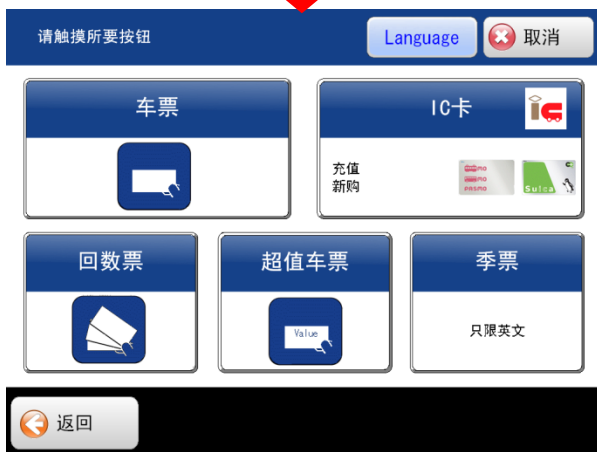 请触摸所要按钮
Language
取消
车票
IC卡
充值
新购
PASMO
Suica
回数票
超值车票
季票
Value
只限英文
返回